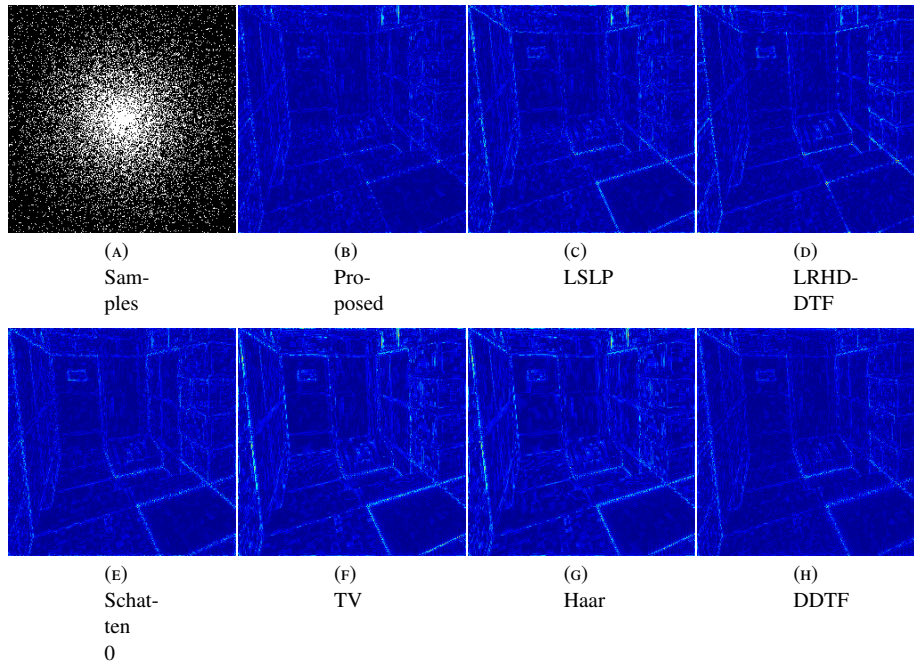 (A)
Sam-
ples
(B)
Pro-
posed
(C)
LSLP
(D)
LRHD-
DTF
(E)
Schat-
ten
0
(F)
TV
(G)
Haar
(H)
DDTF